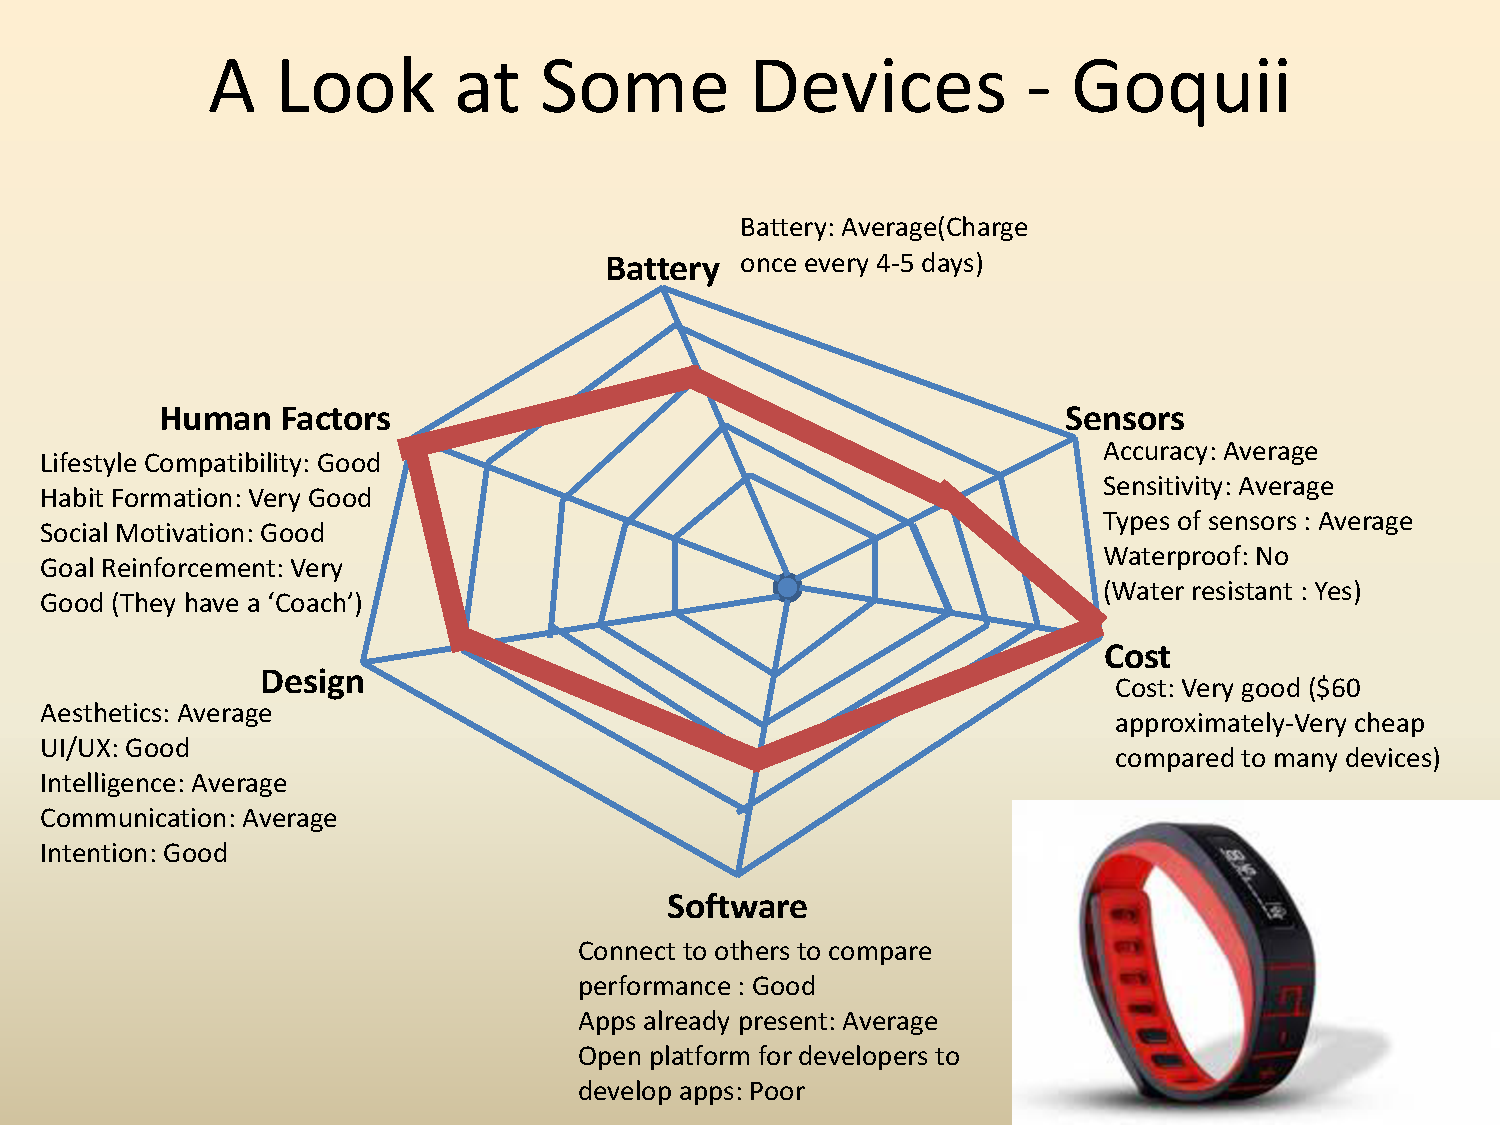 A Look at Some Devices - Goquii
Battery: Average(Charge
once every 4-5 days)
Battery
Human Factors
Lifestyle Compatibility: Good
Habit Formation: Very Good
Social Motivation: Good
Goal Reinforcement: Very
Good (They have a ‘Coach’)
Sensors
Accuracy: Average
Sensitivity: Average
Types of sensors : Average
Waterproof: No
(Water resistant : Yes)
Design
Aesthetics: Average
UI/UX: Good
Intelligence: Average
Communication: Average
Intention: Good
Cost
Cost: Very good ($60
approximately-Very cheap
compared to many devices)
Software
Connect to others to compare
performance : Good
Apps already present: Average
Open platform for developers to
develop apps: Poor